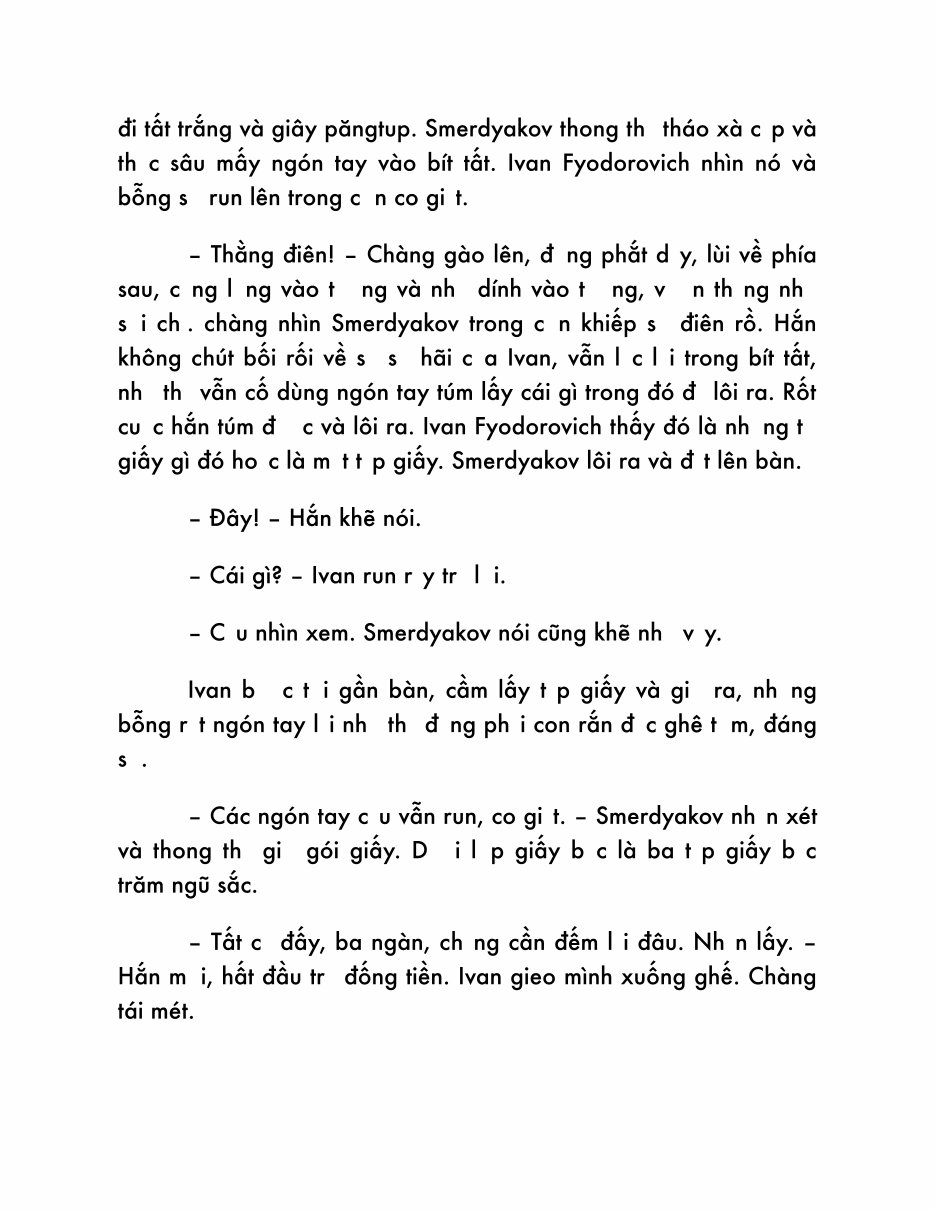 đi tất trắng và giây păngtup. Smerdyakov thong th tháo xà c p và
th c sâu mấy ngón tay vào bít tất. Ivan Fyodorovich nhìn nó và
bỗng s run lên trong c n co gi t.
– Thằng điên! – Chàng gào lên, đ ng phắt d y, lùi về phía
sau, c ng l ng vào t ng và nh dính vào t ng, v n th ng nh
s i ch . chàng nhìn Smerdyakov trong c n khiếp s điên rồ. Hắn
không chút bối rối về s s hãi c a Ivan, vẫn l c l i trong bít tất,
nh th vẫn cố dùng ngón tay túm lấy cái gì trong đó đ lôi ra. Rốt
cu c hắn túm đ c và lôi ra. Ivan Fyodorovich thấy đó là nh ng t
giấy gì đó ho c là m t t p giấy. Smerdyakov lôi ra và đ t lên bàn.
– Đây! – Hắn khẽ nói.
– Cái gì? – Ivan run r y tr l i.
– C u nhìn xem. Smerdyakov nói cũng khẽ nh v y.
Ivan b c t i gần bàn, cầm lấy t p giấy và gi ra, nh ng
bỗng r t ngón tay l i nh th đ ng ph i con rắn đ c ghê t m, đáng
s .
– Các ngón tay c u vẫn run, co gi t. – Smerdyakov nh n xét
và thong th gi gói giấy. D i l p giấy b c là ba t p giấy b c
trăm ngũ sắc.
– Tất c đấy, ba ngàn, ch ng cần đếm l i đâu. Nh n lấy. –
Hắn m i, hất đầu tr đống tiền. Ivan gieo mình xuống ghế. Chàng
tái mét.